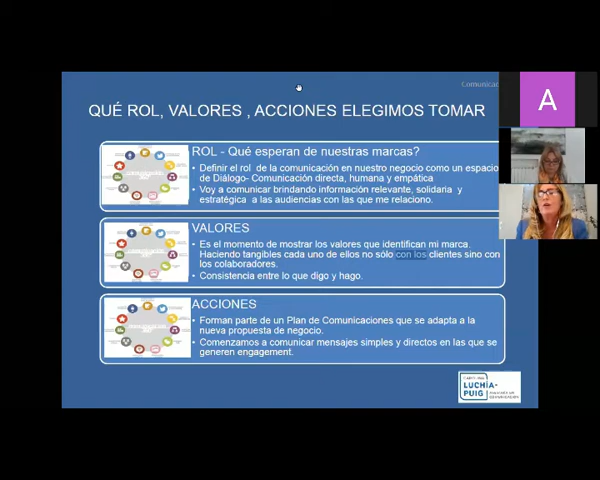 Comunicac
QUÉ ROL, VALORES , ACCIONES ELEGIMOS TOMAR
A
ROL - Qué esperan de nuestras marcas?
• Definir el rol de la comunicación en nuestro negocio como un espacio
de Diálogo- Comunicación directa, humana y empática
• Voy a comunicar brindando información relevante, solidaria y
estratégica a las audiencias con las que me relaciono.
VALORES
• Es el momento de mostrar los valores que identifican mi marca.
Haciendo tangibles cada uno de ellos no sólo con los clientes sino con
los colaboradores.
• Consistencia entre lo que digo y hago.
ACCIONES
• Forman parte de un Plan de Comunicaciones que se adapta a la
nueva propuesta de negocio.
• Comenzamos a comunicar mensajes simples y directos en las que se
generen engagement.
LUCHÍA-
PUIG